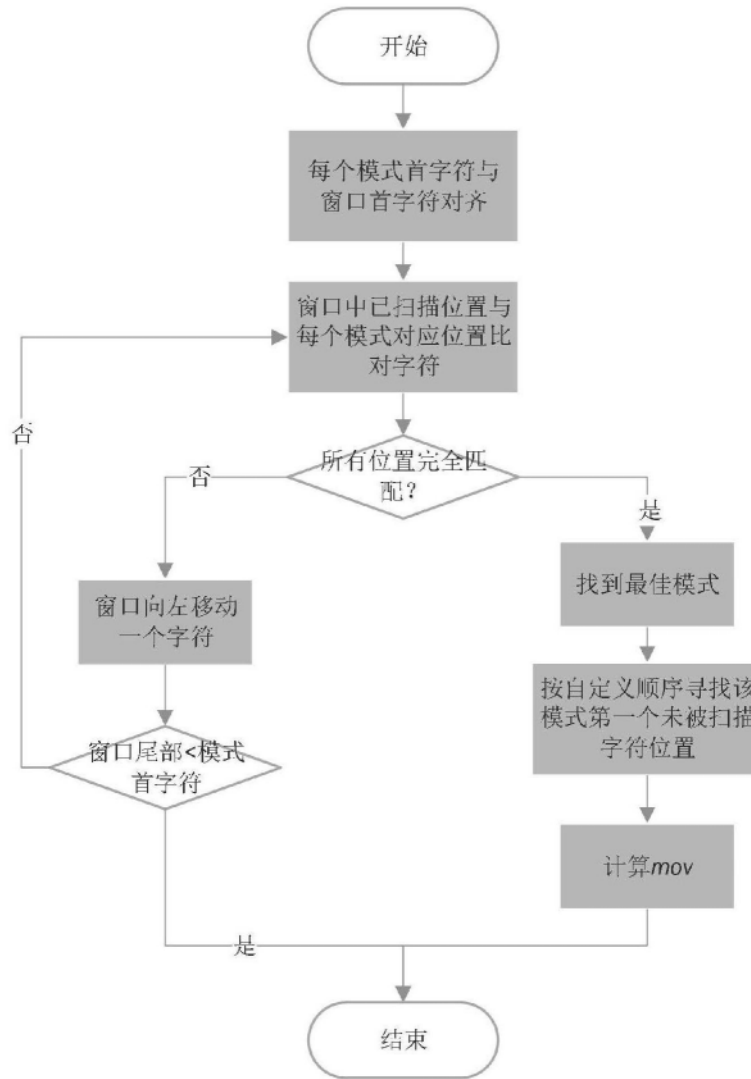 开始
每个模式首字符与
窗口首字符对齐
窗口中已扫描位置与
每个模式对应位置比
对字符
否
所有位置完全匹
配?
否
是
窗口向左移动
一个字符
找到最佳模式
按自定义顺序寻找该
模式第一个未被扫描
字符位置
窗口尾部<模式
首字符
计算mov
是
结束